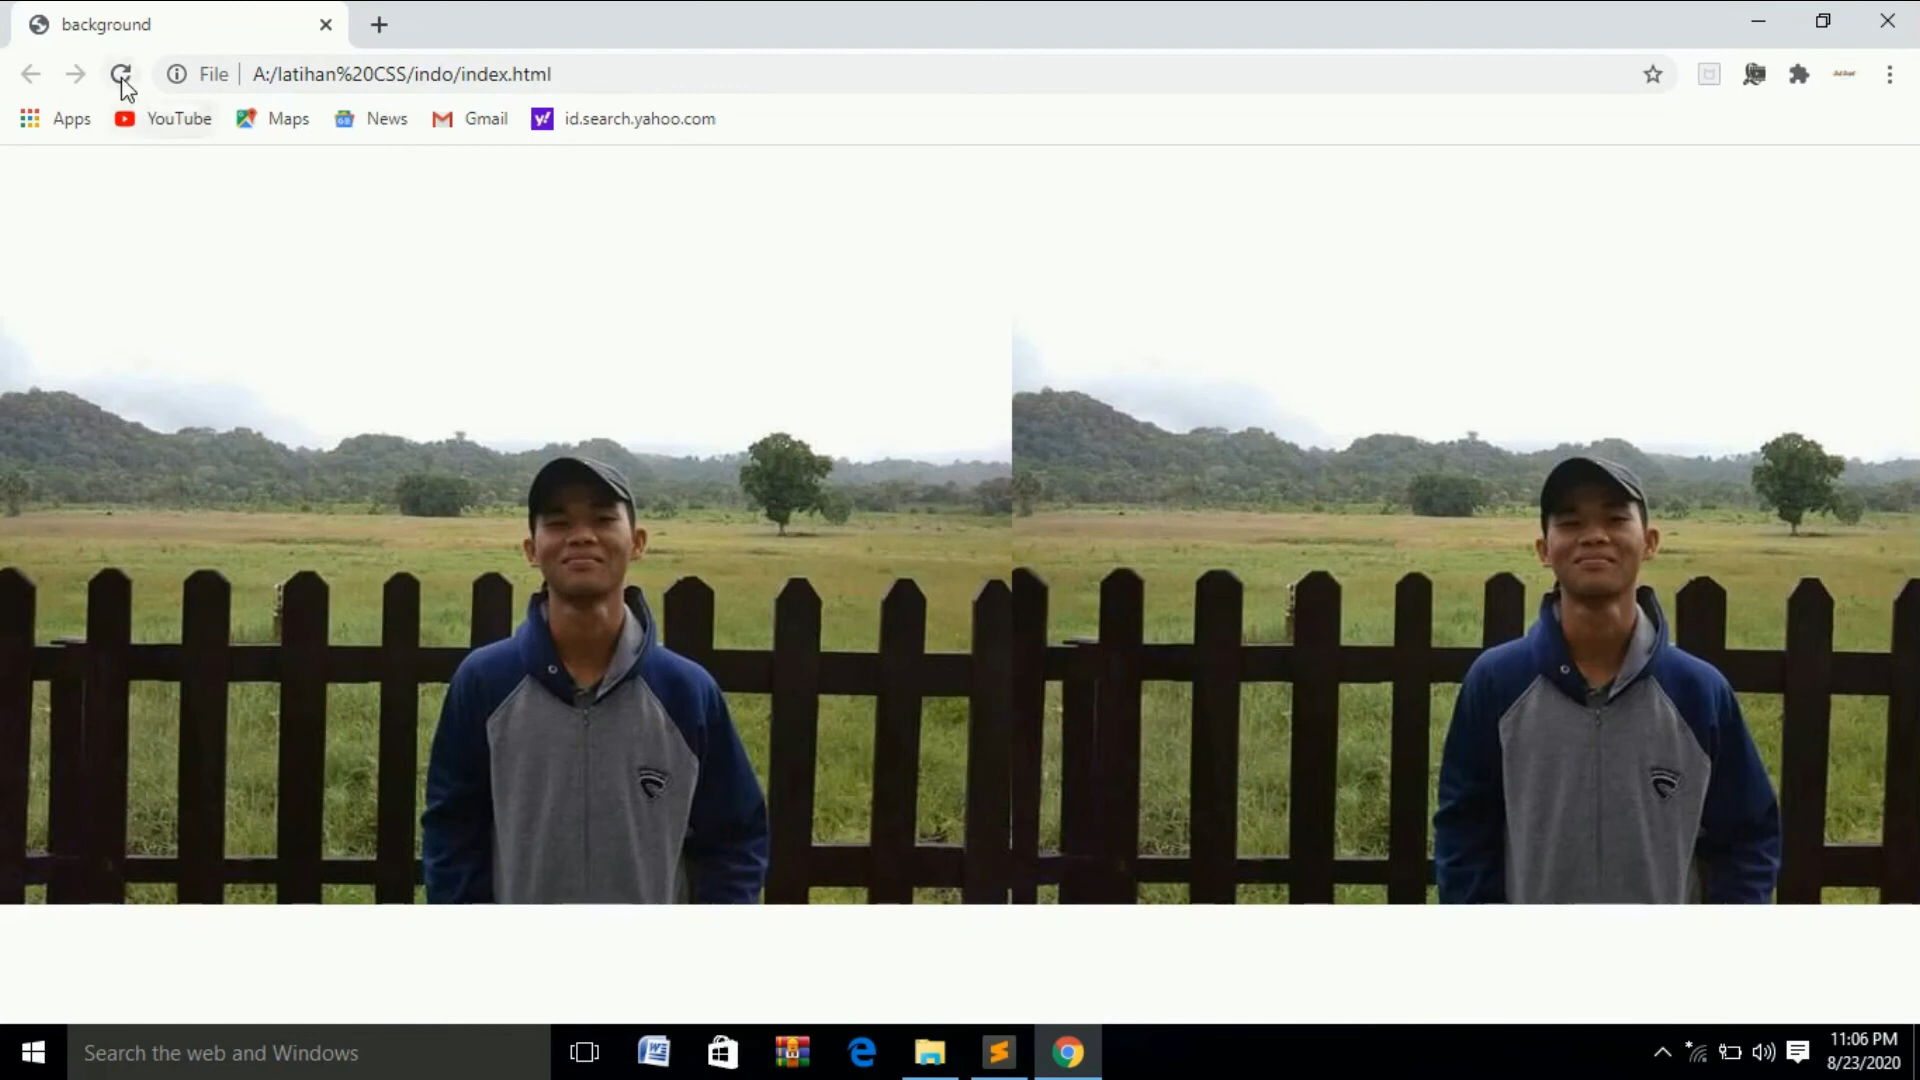 background
File A:/latihan%20CSS/indo/index.html
Apps YouTube Maps News Gmail id.search.yahoo.com
Search the web and Windows
11:06 PM
8/23/2020